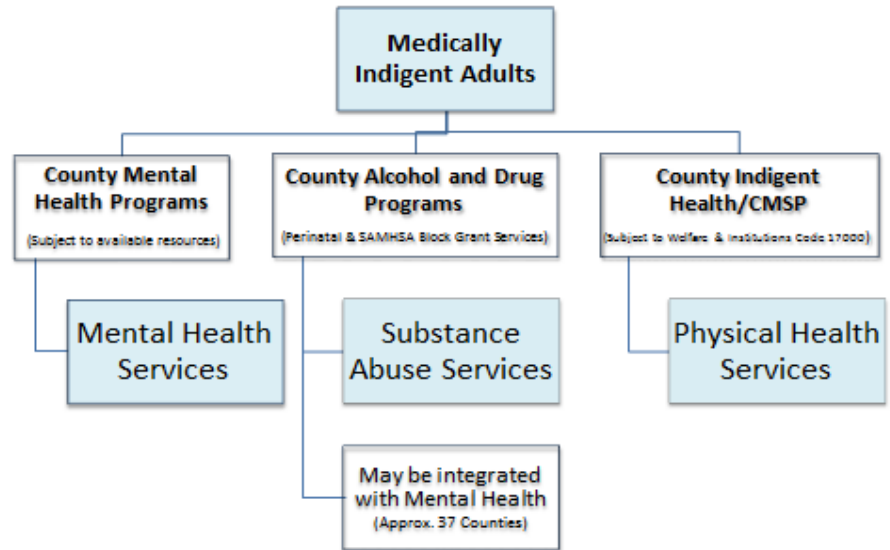 Medically
Indigent Adults
County Mental
Health Programs
(Subject to available resources)
County Alcohol and Drug
Programs
(Perinatal & SAMHSA Block Grant Services)
County Indigent
Health/CMSP
(Subject to Welfare & Institutions Code 17000)
Mental Health
Services
Substance
Abuse Services
Physical Health
Services
May be integrated
with Mental Health
(Approx. 37 Counties)